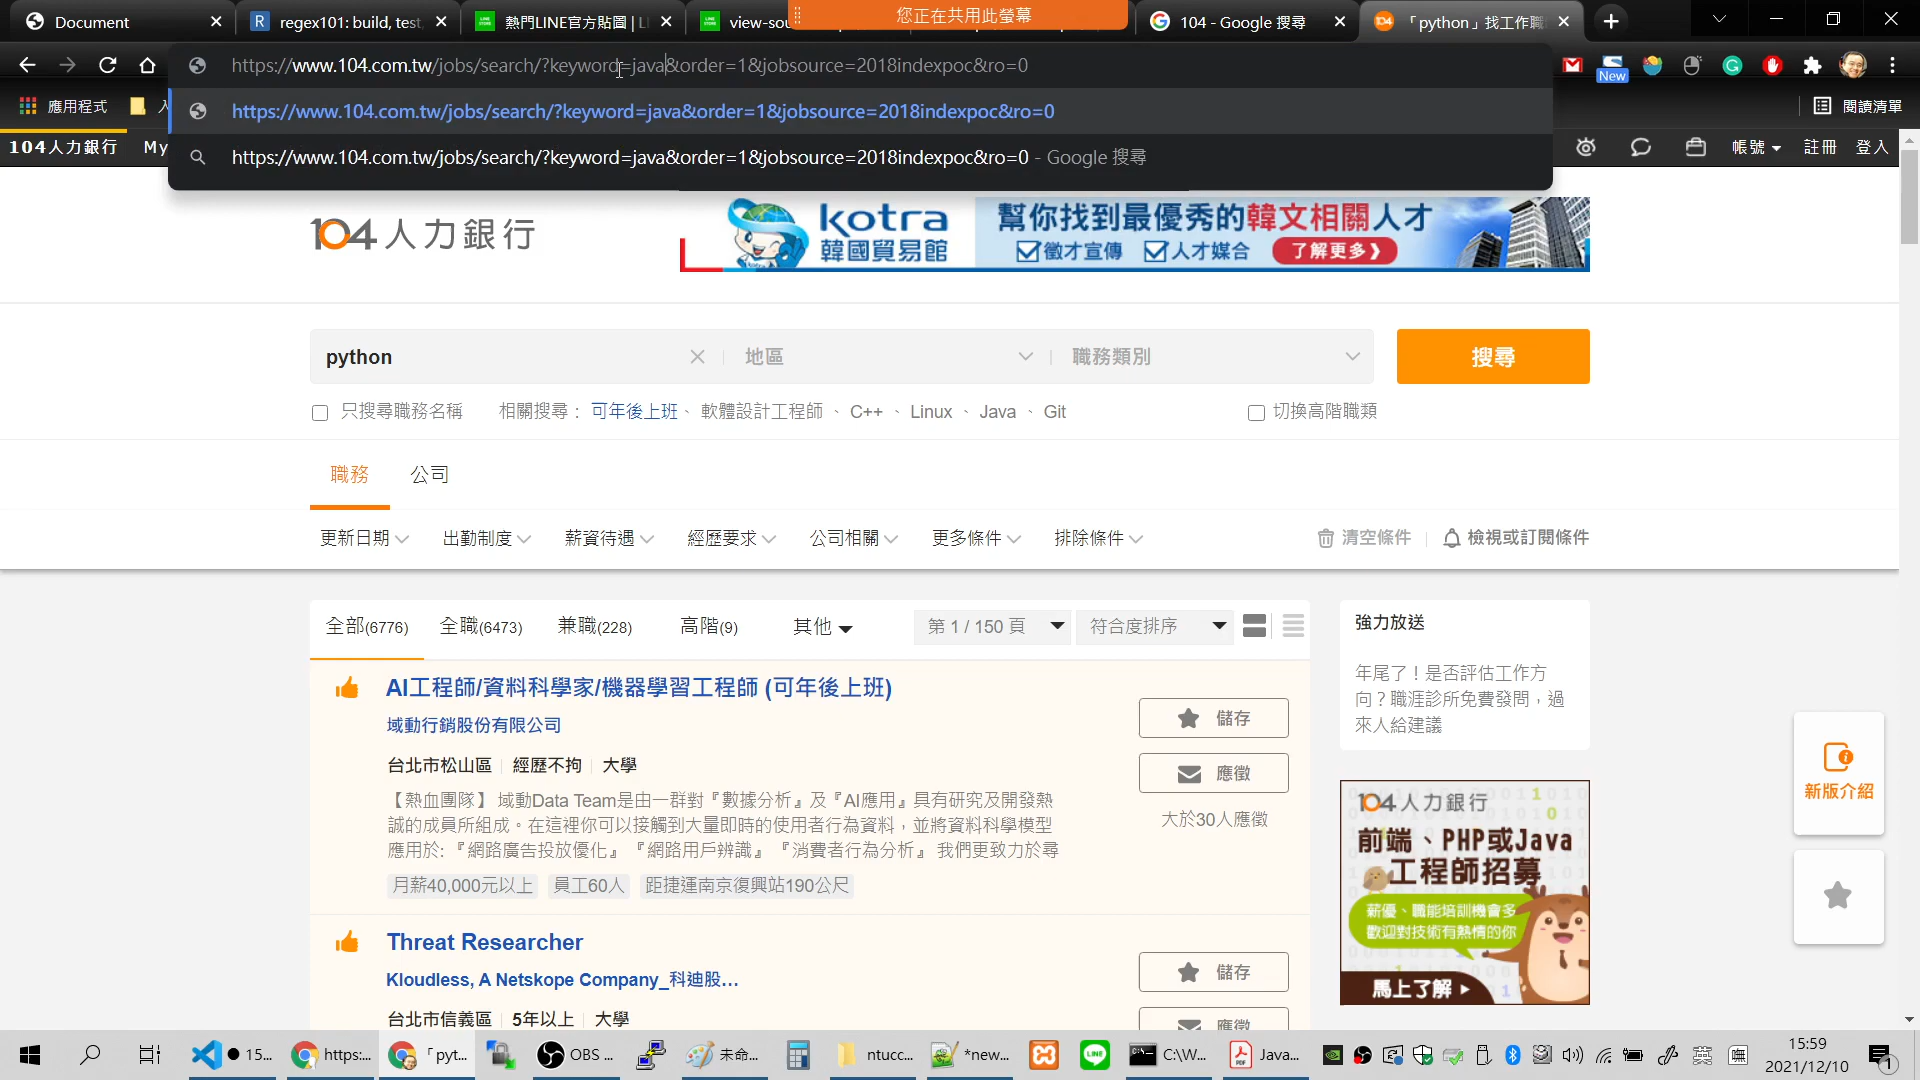 Document
regex101: build, test,
熱門LINE官方貼圖 | L
view-sou
您正在共用此螢幕
104 - Google 搜尋
「python」找工作職
https://www.104.com.tw/jobs/search/?keyword=java&order=1&jobsource=2018indexpoc&ro=0
New
應用程式
https://www.104.com.tw/jobs/search/?keyword=java&order=1&jobsource=2018indexpoc&ro=0
閱讀清單
104人力銀行
My
https://www.104.com.tw/jobs/search/?keyword=java&order=1&jobsource=2018indexpoc&ro=0 - Google 搜尋
帳號
註冊
登入
104人力銀行
kotra
韓國貿易館
幫你找到最優秀的韓文相關人才
徵才宣傳
人才媒合
了解更多❯
python
地區
職務類別
搜尋
只搜尋職務名稱
相關搜尋：可年後上班、軟體設計工程師、C++、Linux、Java、Git
切換高階職類
職務
公司
更新日期
出勤制度
薪資待遇
經歷要求
公司相關
更多條件
排除條件
清空條件
檢視或訂閱條件
全部(6776)
全職(6473)
兼職(228)
高階(9)
其他
第 1 / 150 頁
符合度排序
AI工程師/資料科學家/機器學習工程師 (可年後上班)
域動行銷股份有限公司
台北市松山區
經歷不拘
大學
【熱血團隊】 域動Data Team是由一群對『數據分析』及『AI應用』具有研究及開發熱
誠的成員所組成。在這裡你可以接觸到大量即時的使用者行為資料，並將資料科學模型
應用於: 『網路廣告投放優化』 『網路用戶辨識』 『消費者行為分析』 我們更致力於尋
月薪40,000元以上
員工60人
距捷運南京復興站190公尺
儲存
應徵
大於30人應徵
Threat Researcher
Kloudless, A Netskope Company_科迪股...
台北市信義區
5年以上
大學
儲存
應徵
強力放送
年尾了！是否評估工作方
向？職涯診所免費發問，過
來人給建議
104人力銀行
前端、PHP或Java
工程師招募
薪優、職能培訓機會多
歡迎對技術有熱情的你
馬上了解
新版介紹
15...
https:...
「pyt...
OBS ...
未命...
ntucc...
*new...
C:\W...
Java...
英
15:59
2021/12/10
1